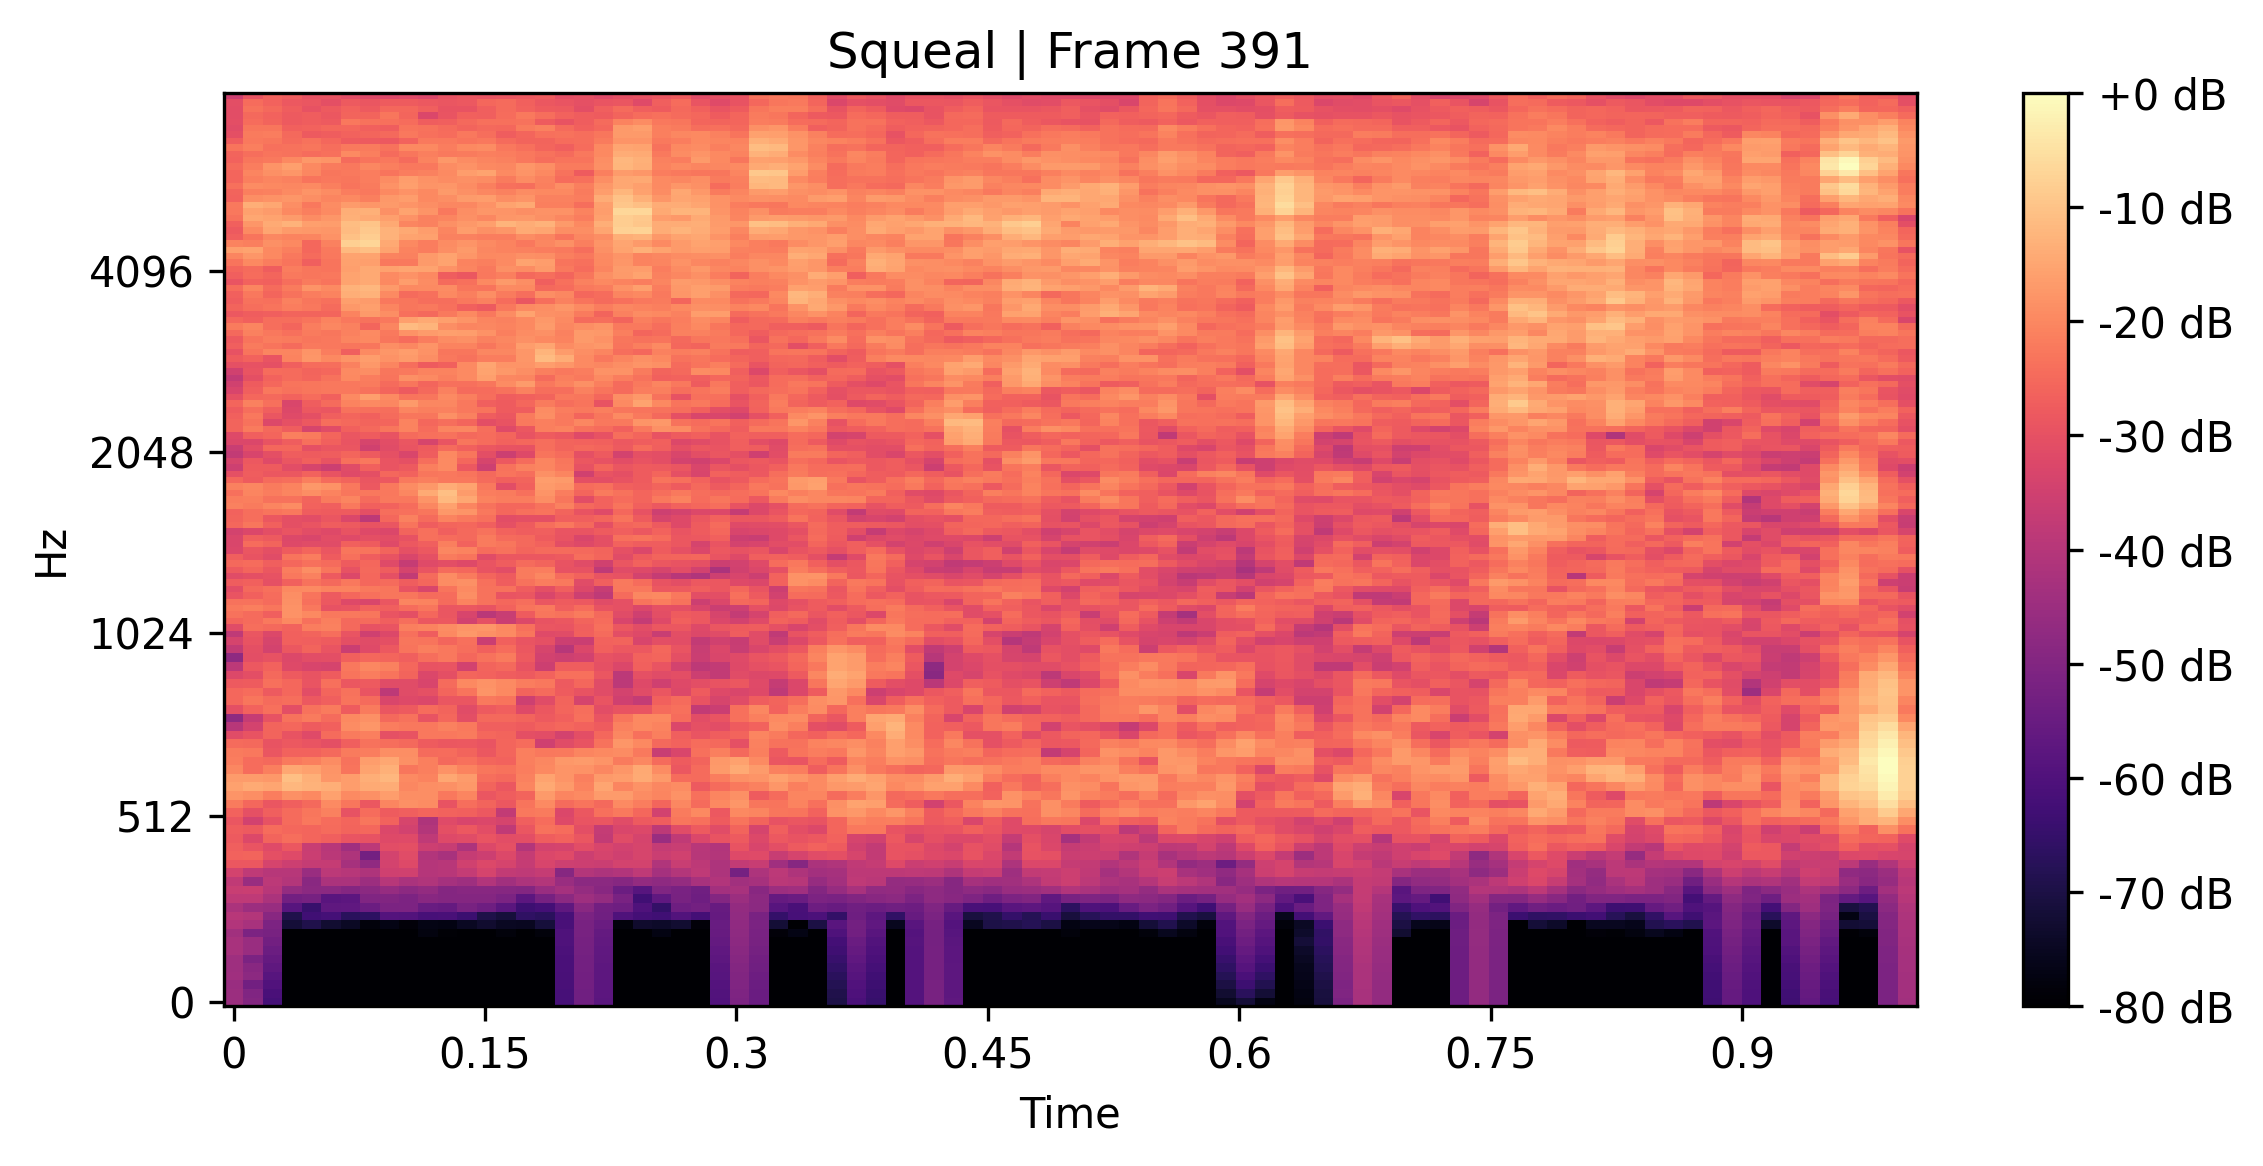 Squeal | Frame 391
Hz
4096
2048
1024
512
0
0 0.15 0.3 0.45 0.6 0.75 0.9
Time
+0 dB
-10 dB
-20 dB
-30 dB
-40 dB
-50 dB
-60 dB
-70 dB
-80 dB